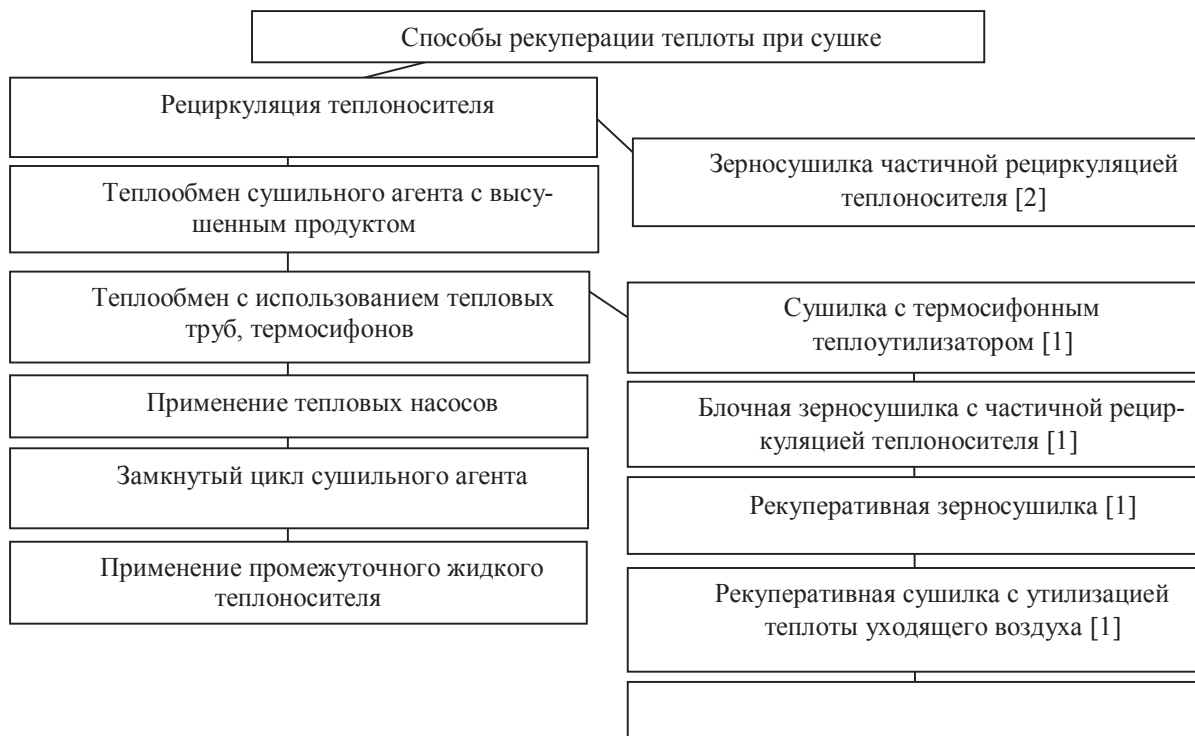 Способы рекуперации теплоты при сушке
Рециркуляция теплоносителя
Зерносушилка частичной рециркуляцией
теплоносителя [2]
Теплообмен сушильного агента с высу-
шенным продуктом
Теплообмен с использованием тепловых
труб, термосифонов
Сушилка с термосифонным
теплоутилизатором [1]
Применение тепловых насосов
Блочная зерносушилка с частичной рецир-
куляцией теплоносителя [1]
Замкнутый цикл сушильного агента
Рекуперативная зерносушилка [1]
Применение промежуточного жидкого
теплоносителя
Рекуперативная сушилка с утилизацией
теплоты уходящего воздуха [1]